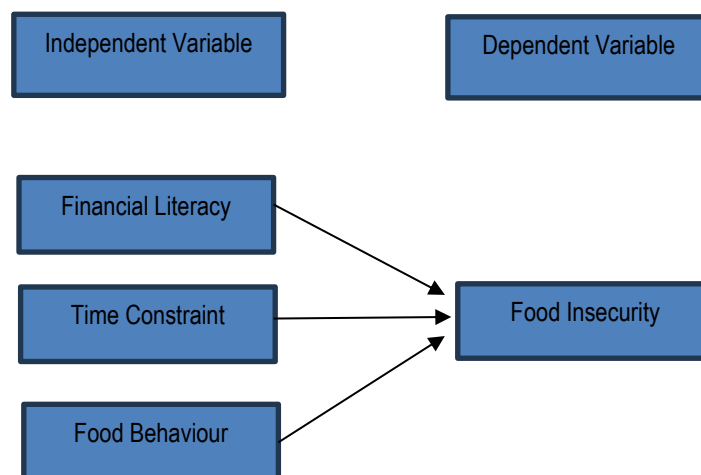 Independent Variable
Dependent Variable
Financial Literacy
Time Constraint
Food Insecurity
Food Behaviour